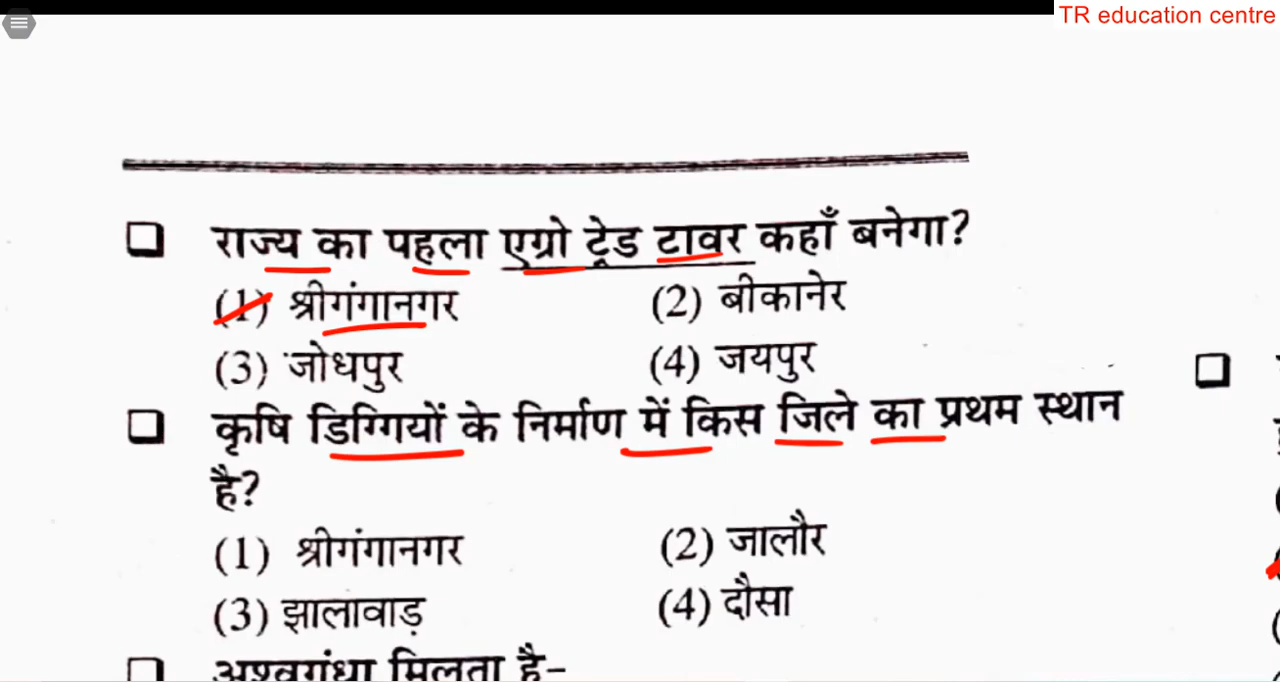 TR education centre
राज्य का पहला एग्रो ट्रेड टावर कहाँ बनेगा?
(1) श्रीगंगानगर (2) बीकानेर
(3) जोधपुर (4) जयपुर
कृषि डिग्गियों के निर्माण में किस जिले का प्रथम स्थान
है?
(1) श्रीगंगानगर (2) जालौर
(3) झालावाड़ (4) दौसा
अश्वगंधा मिलता है-